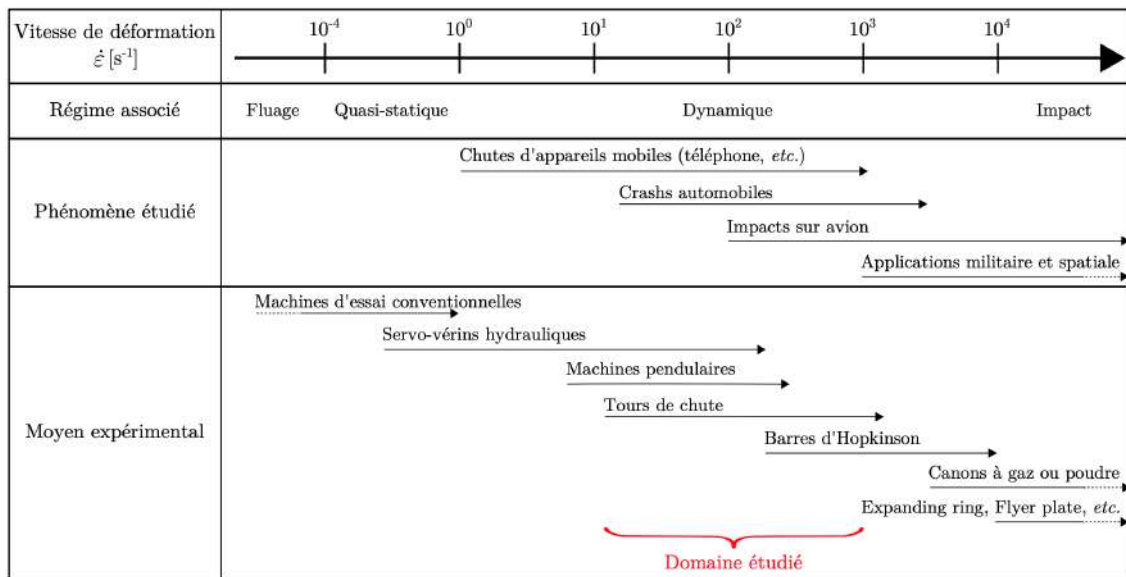 Vitesse de déformation
ε̇ [s⁻¹]
10⁻⁴ 10⁰ 10¹ 10² 10³ 10⁴
Régime associé
Fluage Quasi-statique Dynamique Impact
Phénomène étudié
Chutes d'appareils mobiles (téléphone, etc.)
Crashs automobiles
Impacts sur avion
Applications militaire et spatiale
Moyen expérimental
Machines d'essai conventionnelles
Servo-vérins hydrauliques
Machines pendulaires
Tours de chute
Barres d'Hopkinson
Canons à gaz ou poudre
Expanding ring, Flyer plate, etc.
Domaine étudié